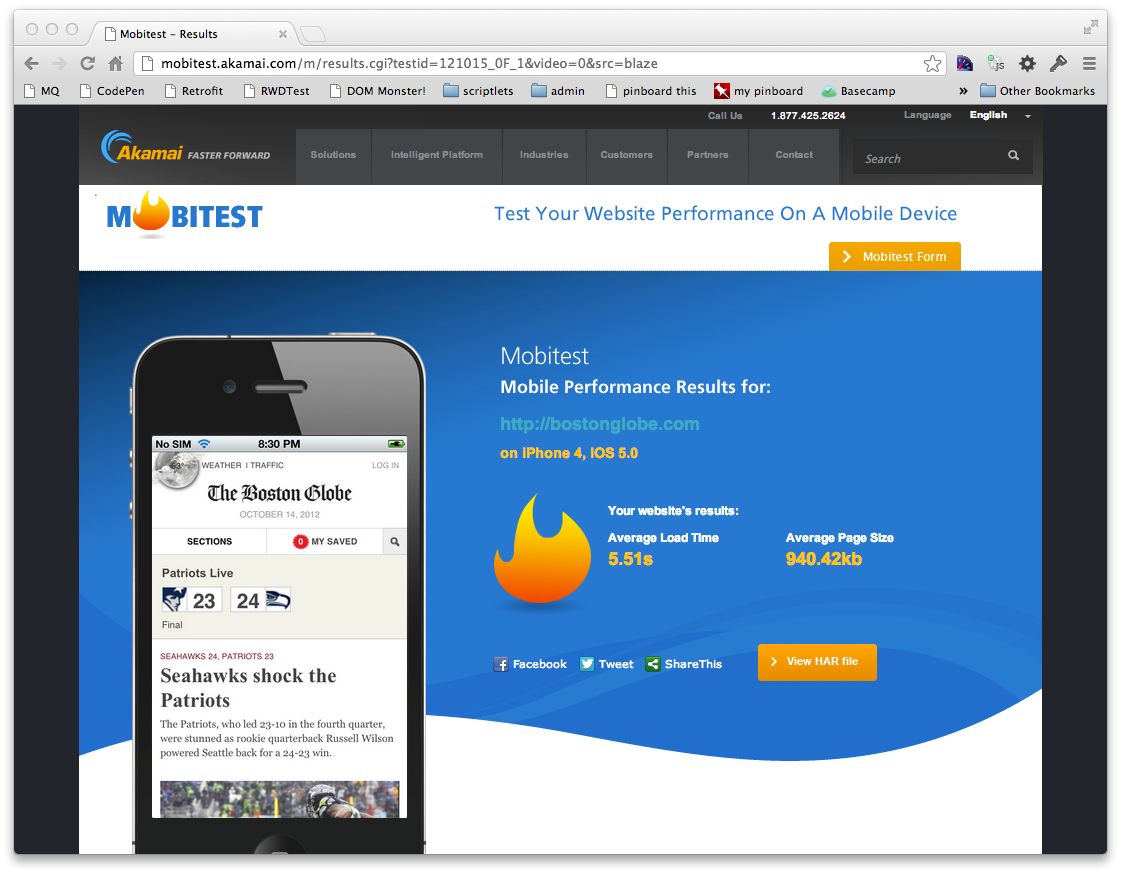 Mobitest – Results
mobitest.akamai.com/m/results.cgi?testid=121015_0F_1&video=0&src=blaze
js
MQ CodePen Retrofit RWDTest DOM Monster! scriptlets admin pinboard this my pinboard Basecamp » Other Bookmarks
Call Us 1.877.425.2624 Language English
Akamai FASTER FORWARD
Solutions Intelligent Platform Industries Customers Partners Contact Search
MOBITEST
Test Your Website Performance On A Mobile Device
Mobitest Form
Mobitest
Mobile Performance Results for:
http://bostonglobe.com
on iPhone 4, iOS 5.0
Your website's results:
Average Load Time Average Page Size
5.51s 940.42kb
Facebook Tweet ShareThis View HAR file
No SIM 8:30 PM
53° WEATHER | TRAFFIC LOG IN
The Boston Globe
OCTOBER 14, 2012
SECTIONS 0 MY SAVED
Patriots Live
23 24
Final
SEAHAWKS 24, PATRIOTS 23
Seahawks shock the
Patriots
The Patriots, who led 23-10 in the fourth quarter,
were stunned as rookie quarterback Russell Wilson
powered Seattle back for a 24-23 win.